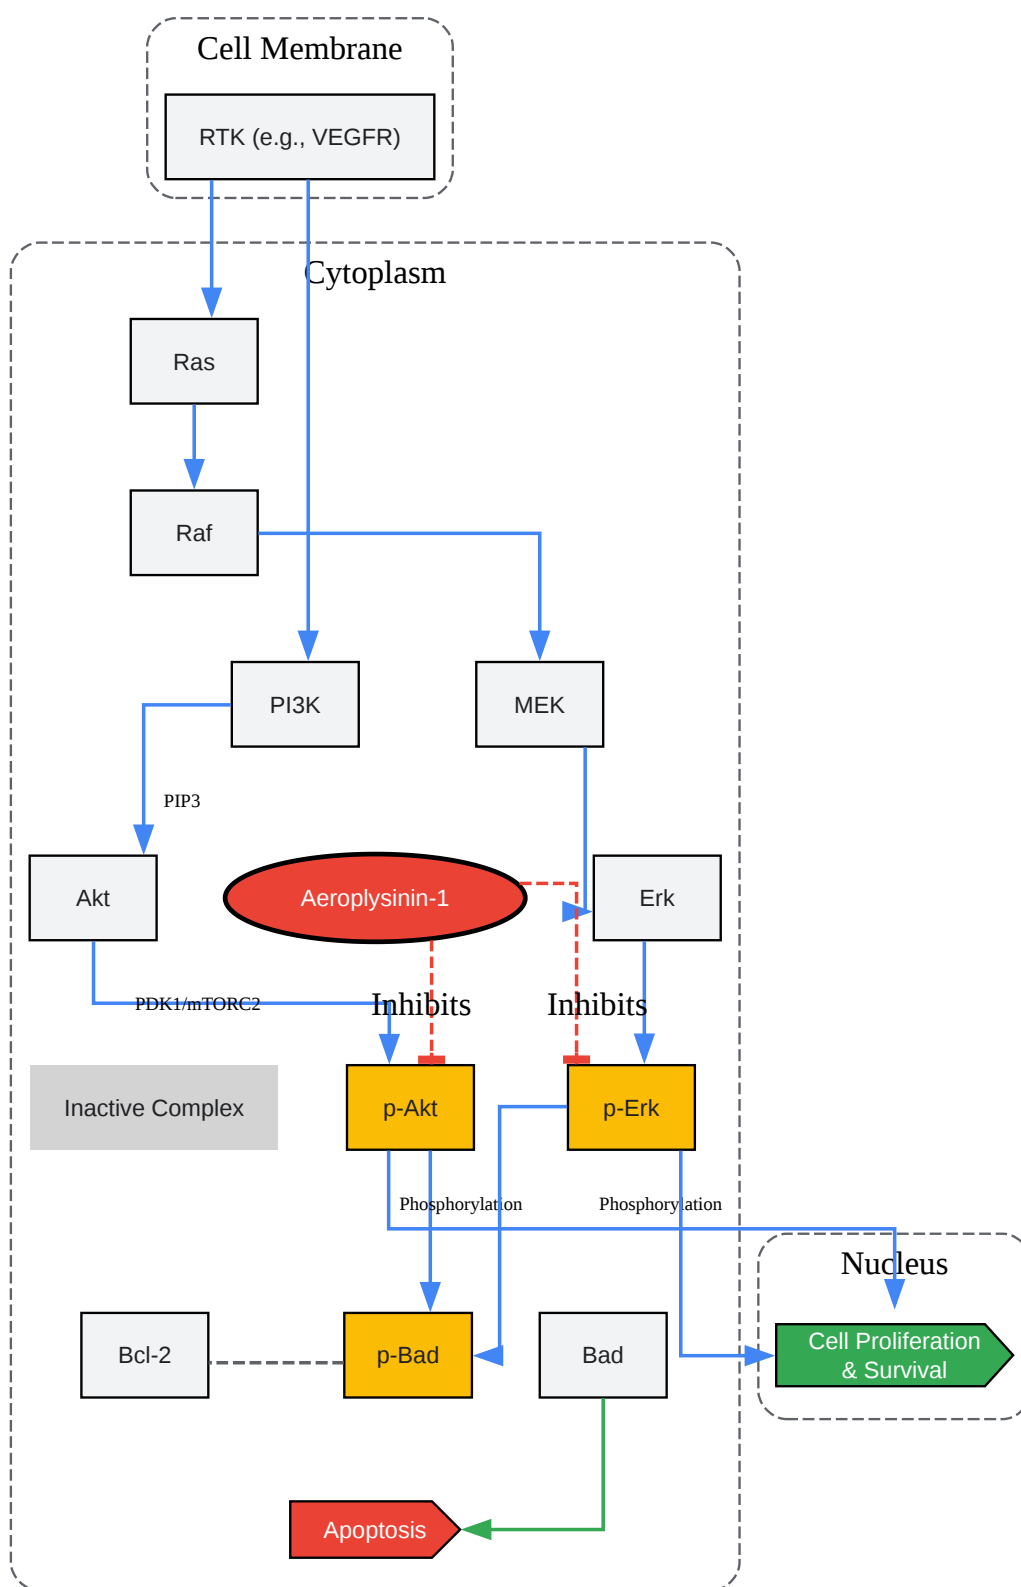 Cell Membrane
RTK (e.g., VEGFR)
Cytoplasm
Ras
Raf
PI3K
MEK
PIP3
Akt
Aeroplysinin-1
Erk
PDK1/mTORC2
Inhibits
Inhibits
Inactive Complex
p-Akt
p-Erk
Phosphorylation
Phosphorylation
Nucleus
Bcl-2
p-Bad
Bad
Cell Proliferation
& Survival
Apoptosis